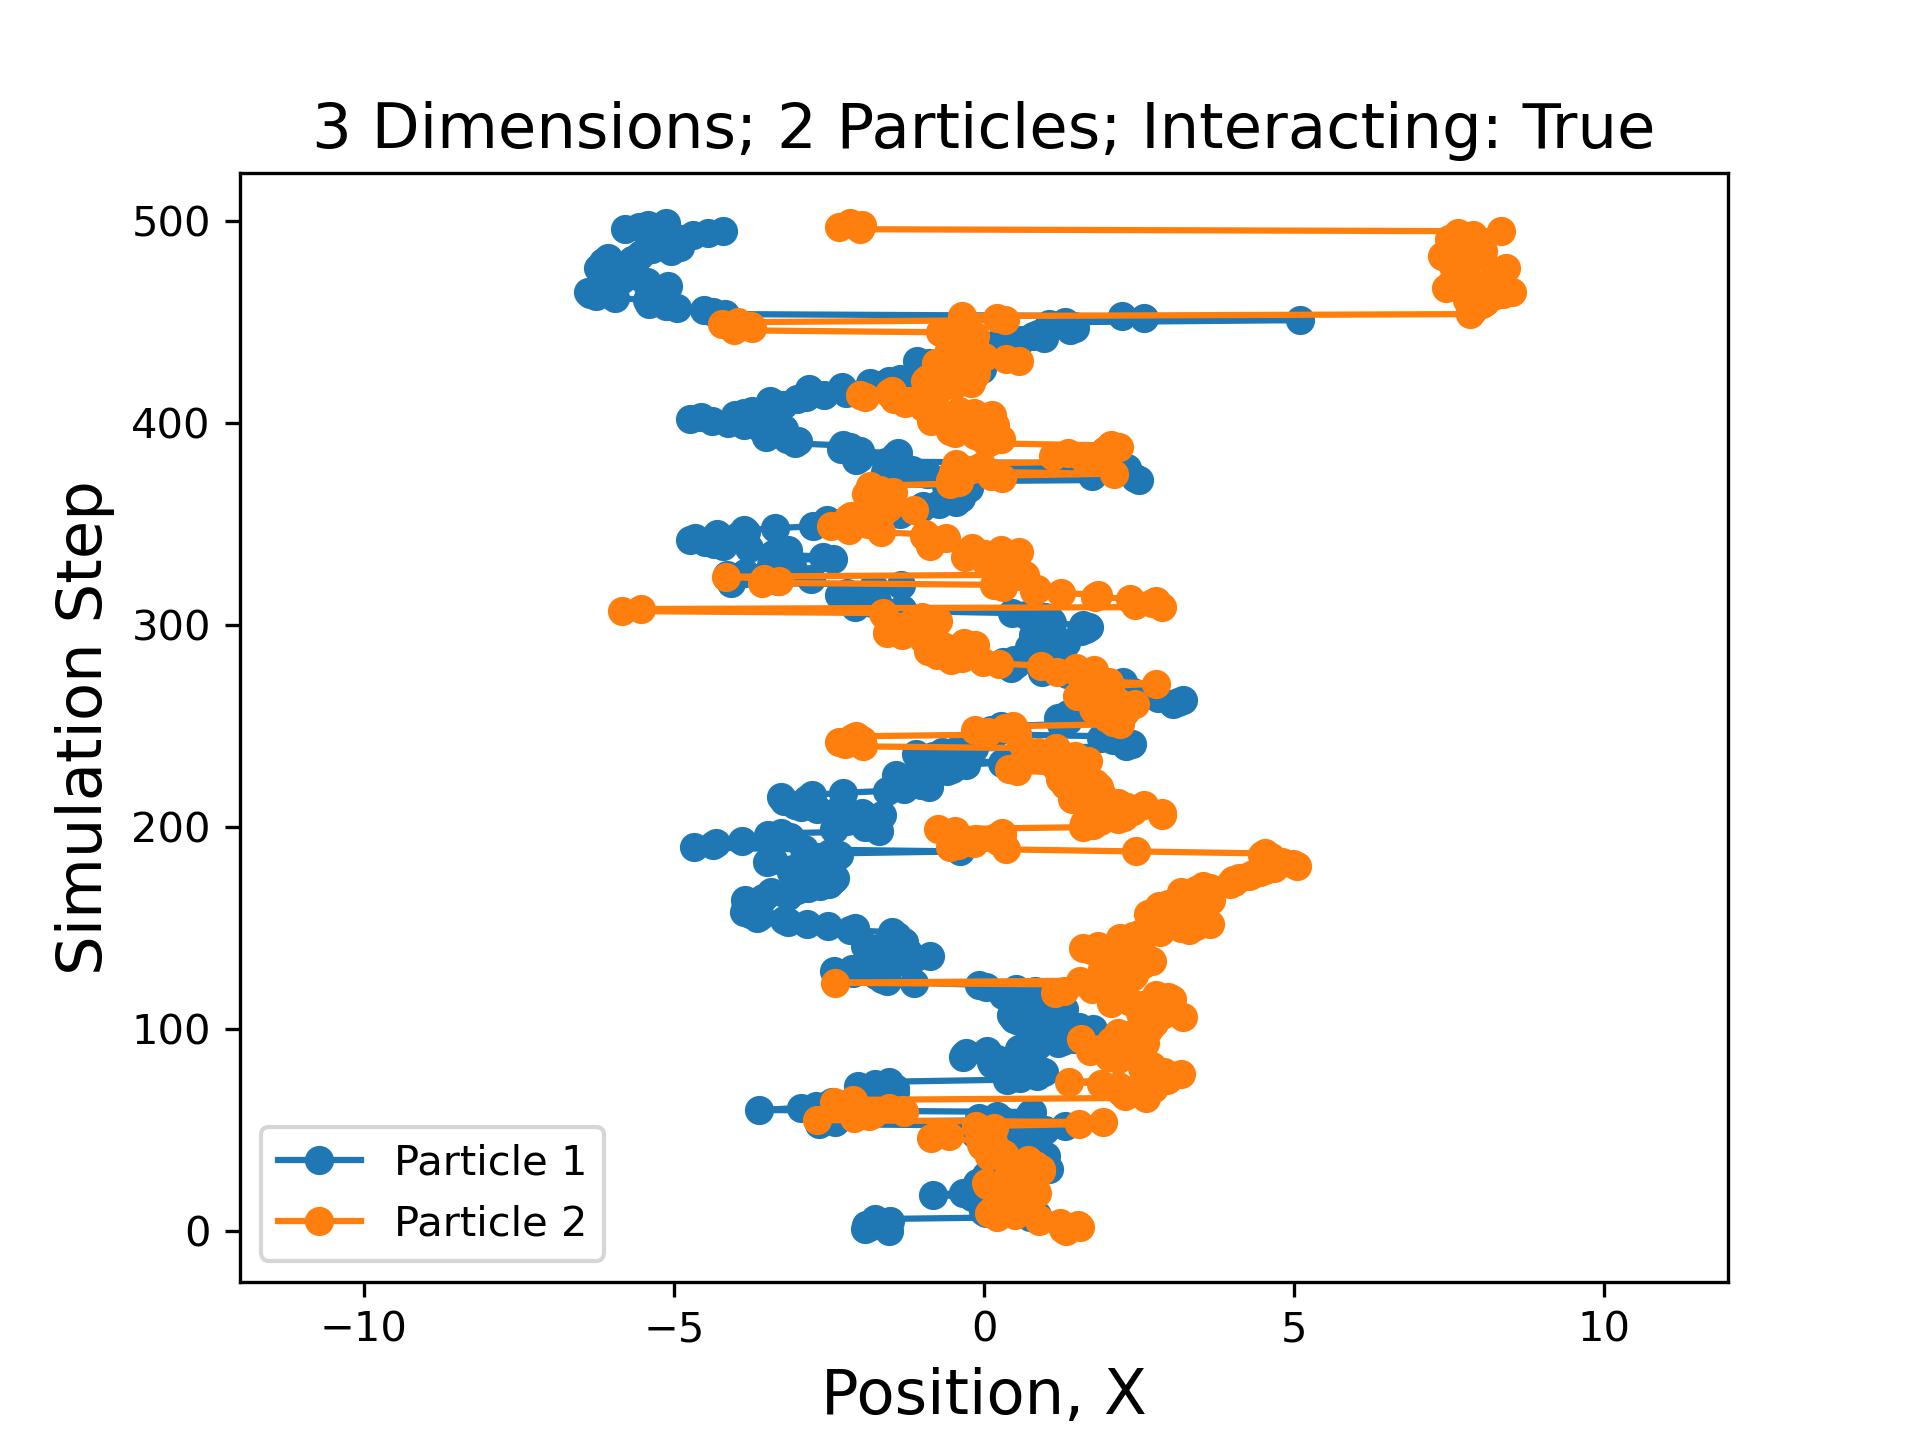 3 Dimensions; 2 Particles; Interacting: True
Simulation Step
500
400
300
200
100
0
Particle 1
Particle 2
−10
−5
0
5
10
Position, X